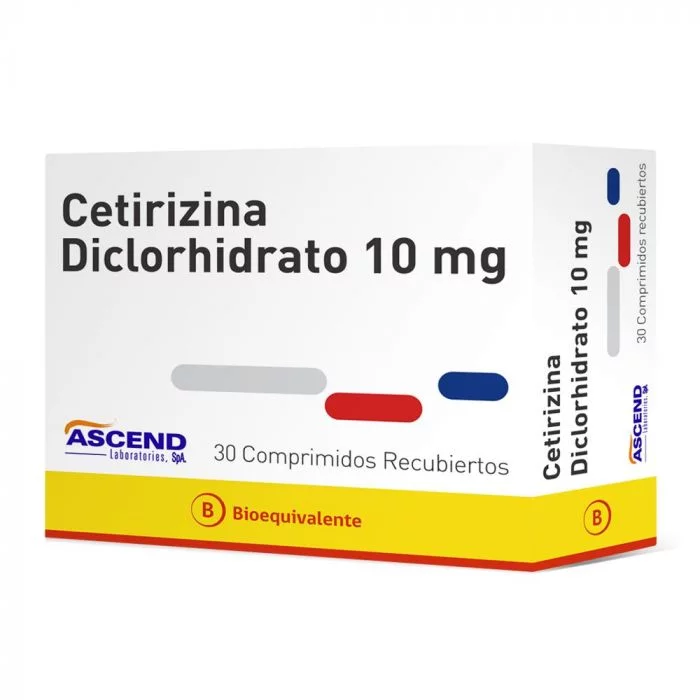 Cetirizina
Diclorhidrato 10 mg
ASCEND
Laboratories, SpA.
30 Comprimidos Recubiertos
B Bioequivalente
Cetirizina
Diclorhidrato 10 mg
30 Comprimidos recubiertos
ASCEND
Laboratories, SpA.
B